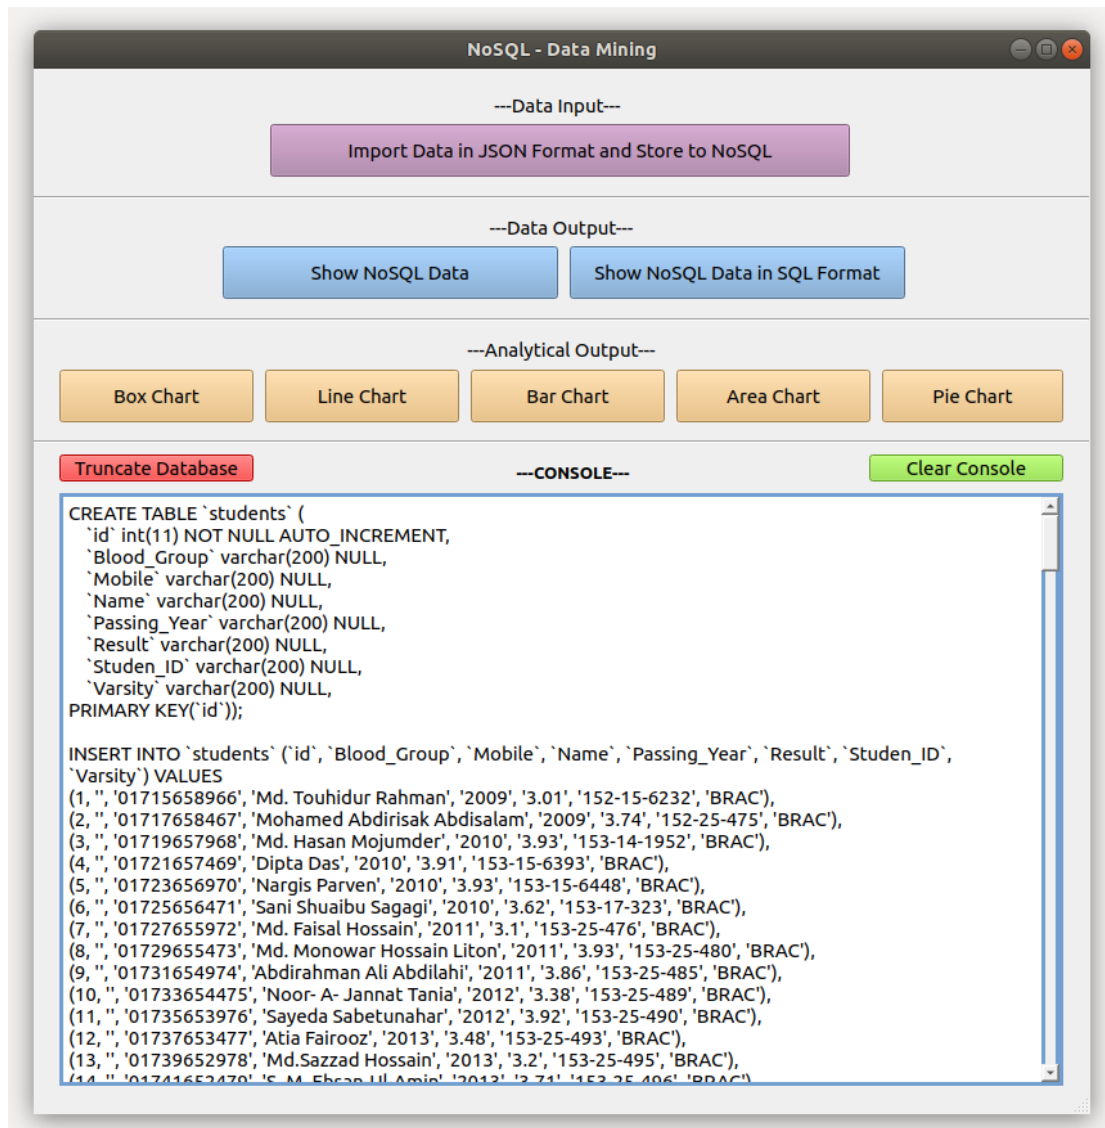 NoSQL - Data Mining
---Data Input---
Import Data in JSON Format and Store to NoSQL
---Data Output---
Show NoSQL Data
Show NoSQL Data in SQL Format
---Analytical Output---
Box Chart
Line Chart
Bar Chart
Area Chart
Pie Chart
Truncate Database
---CONSOLE---
Clear Console
CREATE TABLE `students` (
`id` int(11) NOT NULL AUTO_INCREMENT,
`Blood_Group` varchar(200) NULL,
`Mobile` varchar(200) NULL,
`Name` varchar(200) NULL,
`Passing_Year` varchar(200) NULL,
`Result` varchar(200) NULL,
`Studen_ID` varchar(200) NULL,
`Varsity` varchar(200) NULL,
PRIMARY KEY(`id`));
INSERT INTO `students` (`id`, `Blood_Group`, `Mobile`, `Name`, `Passing_Year`, `Result`, `Studen_ID`,
`Varsity`) VALUES
(1, '', '01715658966', 'Md. Touhidur Rahman', '2009', '3.01', '152-15-6232', 'BRAC'),
(2, '', '01717658467', 'Mohamed Abdirisak Abdisalam', '2009', '3.74', '152-25-475', 'BRAC'),
(3, '', '01719657968', 'Md. Hasan Mojumder', '2010', '3.93', '153-14-1952', 'BRAC'),
(4, '', '01721657469', 'Dipta Das', '2010', '3.91', '153-15-6393', 'BRAC'),
(5, '', '01723656970', 'Nargis Parven', '2010', '3.93', '153-15-6448', 'BRAC'),
(6, '', '01725656471', 'Sani Shuaibu Sagagi', '2010', '3.62', '153-17-323', 'BRAC'),
(7, '', '01727655972', 'Md. Faisal Hossain', '2011', '3.1', '153-25-476', 'BRAC'),
(8, '', '01729655473', 'Md. Monowar Hossain Liton', '2011', '3.93', '153-25-480', 'BRAC'),
(9, '', '01731654974', 'Abdirahman Ali Abdilahi', '2011', '3.86', '153-25-485', 'BRAC'),
(10, '', '01733654475', 'Noor- A- Jannat Tania', '2012', '3.38', '153-25-489', 'BRAC'),
(11, '', '01735653976', 'Sayeda Sabetunahar', '2012', '3.92', '153-25-490', 'BRAC'),
(12, '', '01737653477', 'Atia Fairooz', '2013', '3.48', '153-25-493', 'BRAC'),
(13, '', '01739652978', 'Md.Sazzad Hossain', '2013', '3.2', '153-25-495', 'BRAC'),
(14, '', '01741652479', 'S. M. Ehsan Ul Amin', '2013', '3.71', '153-25-496', 'BRAC'),